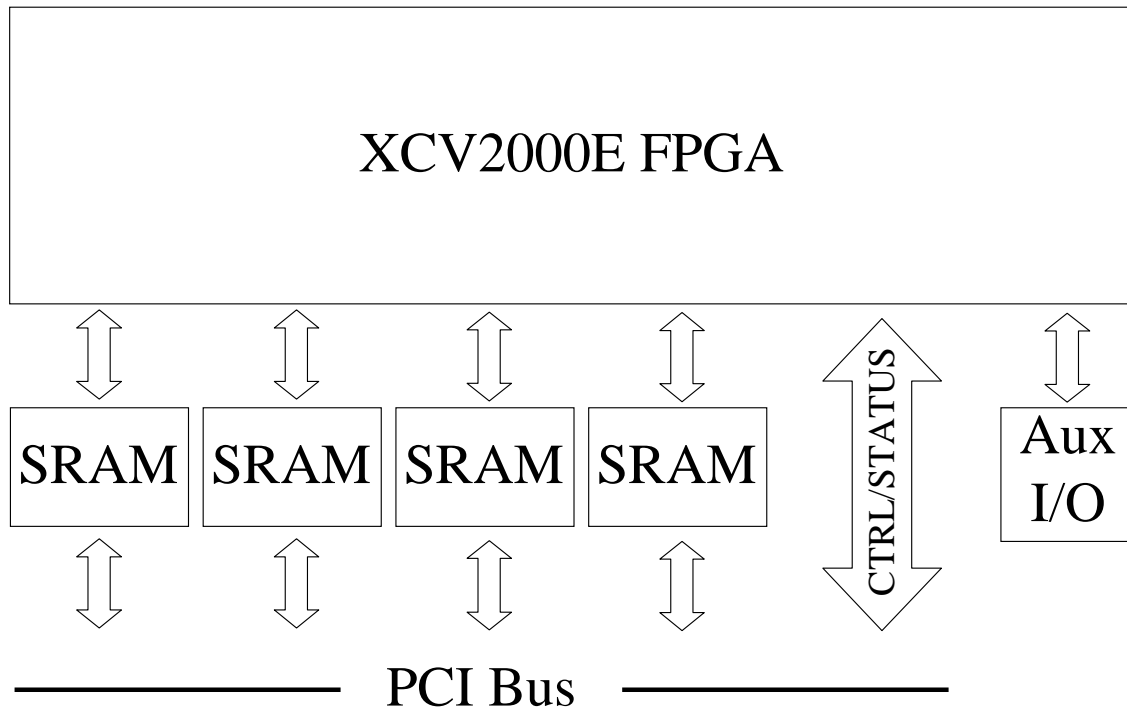 XCV2000E FPGA
SRAM
SRAM
SRAM
SRAM
CTRL/STATUS
Aux
I/O
PCI Bus